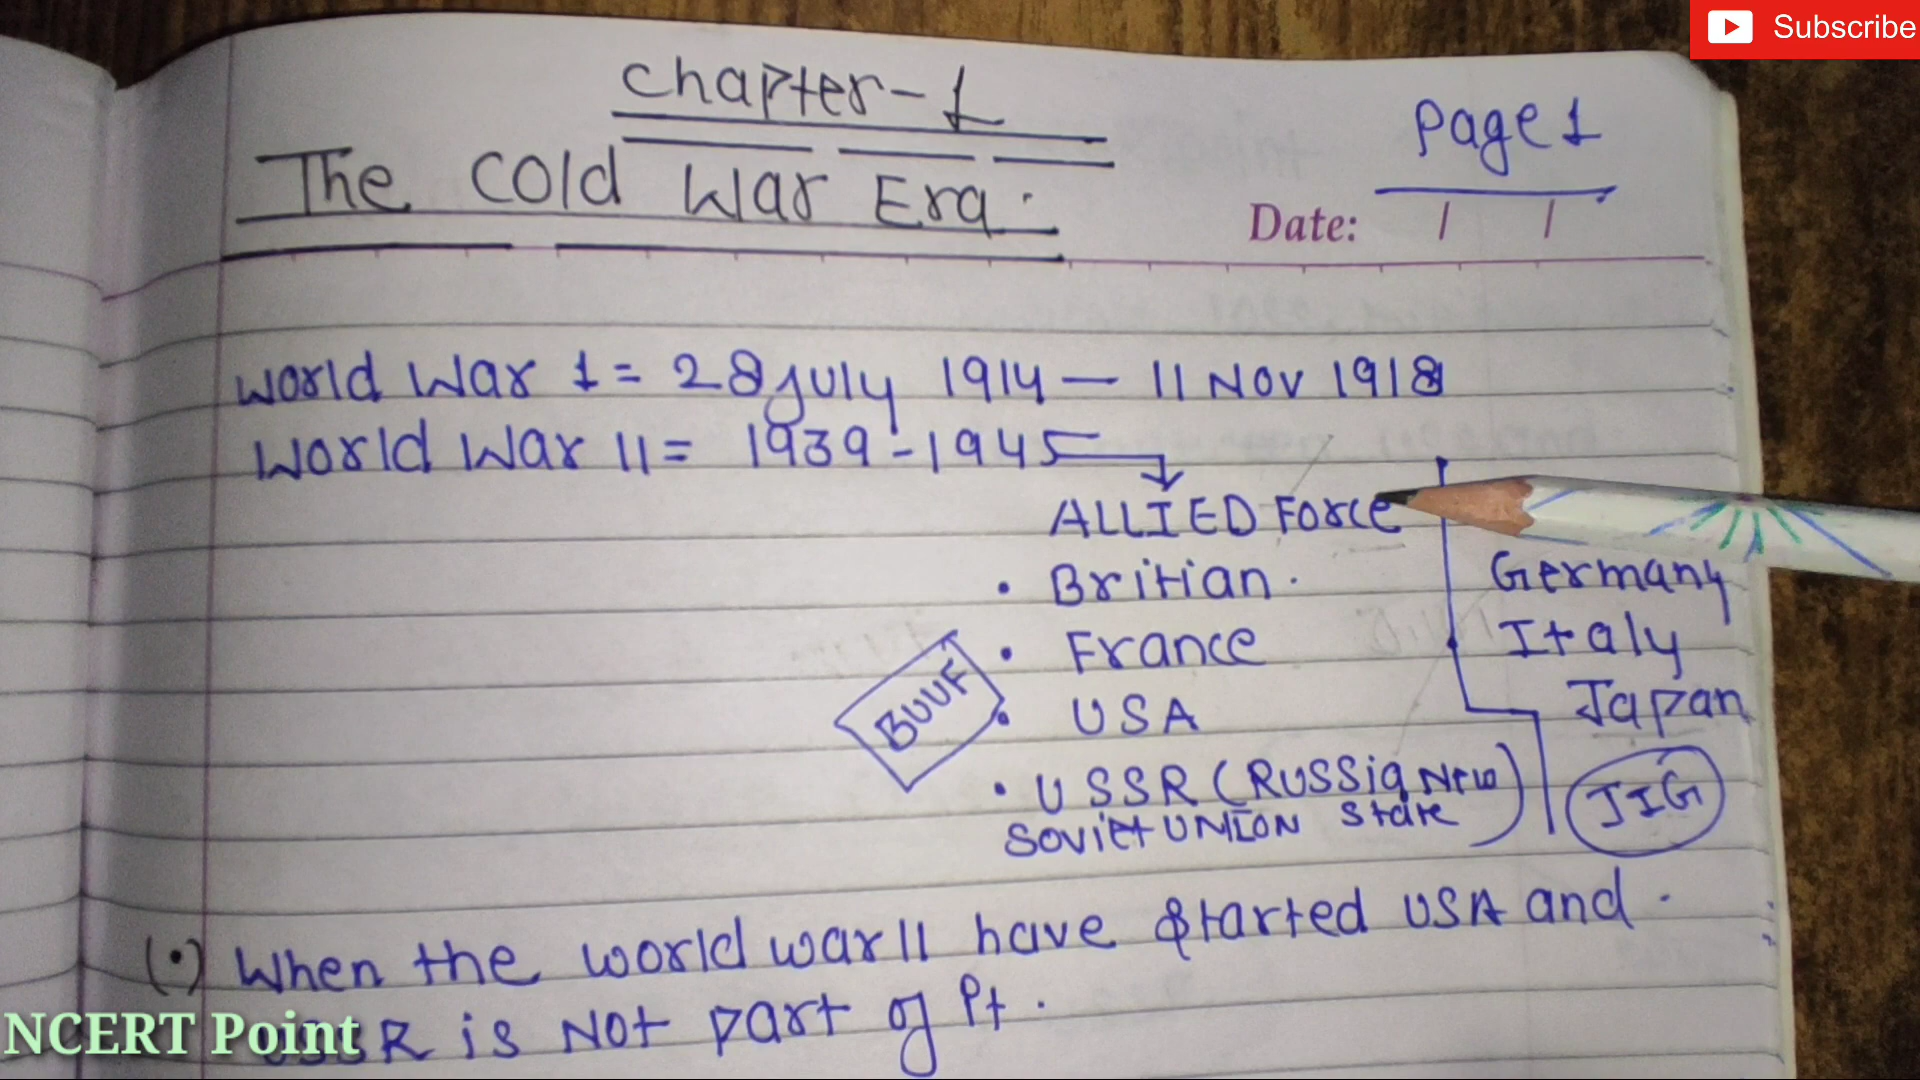 Subscribe
Chapter-1
Page 1
The Cold War Era.
Date: / /
World War 1 = 28 july 1914 — 11 Nov 1918
World War 11 = 1939-1945
ALLIED Force
• Britian.
Germany
• France
Italy
BUUF
• USA
Japan
• USSR (RUSSia New
Soviet UNION State)
JIG
(•) When the world war 11 have started USA and.
USSR is Not part of it.
NCERT Point